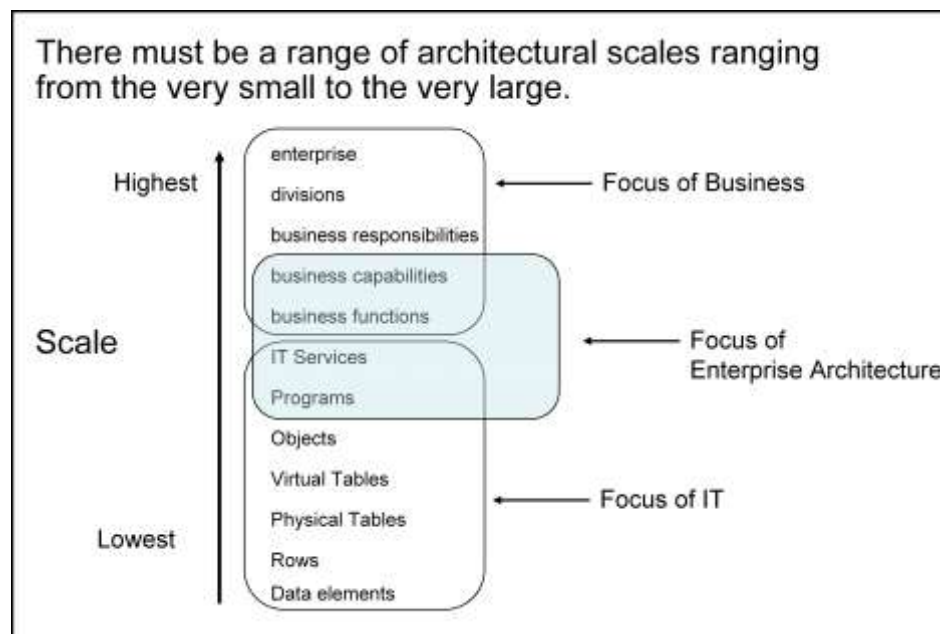 There must be a range of architectural scales ranging
from the very small to the very large.
enterprise
Highest
Focus of Business
divisions
business responsibilities
business capabilities
business functions
Scale
Focus of
Enterprise Architecture
IT Services
Programs
Objects
Virtual Tables
Focus of IT
Physical Tables
Lowest
Rows
Data elements